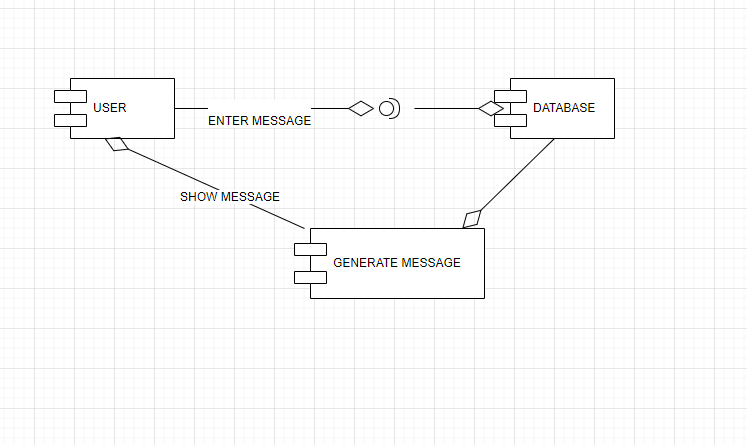 USER
DATABASE
ENTER MESSAGE
SHOW MESSAGE
GENERATE MESSAGE